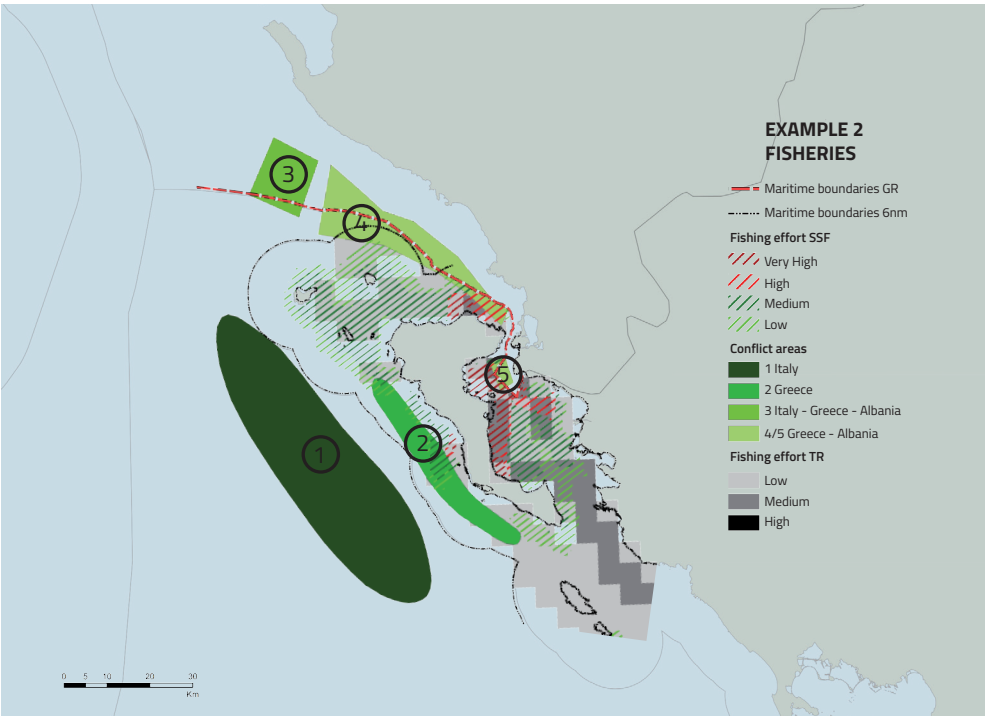 EXAMPLE 2
FISHERIES
Maritime boundaries GR
Maritime boundaries 6nm
Fishing effort SSF
Very High
High
Medium
Low
Conflict areas
1 Italy
2 Greece
3 Italy - Greece - Albania
4/5 Greece - Albania
Fishing effort TR
Low
Medium
High
3
4
5
2
1
0 5 10 20 30
Km